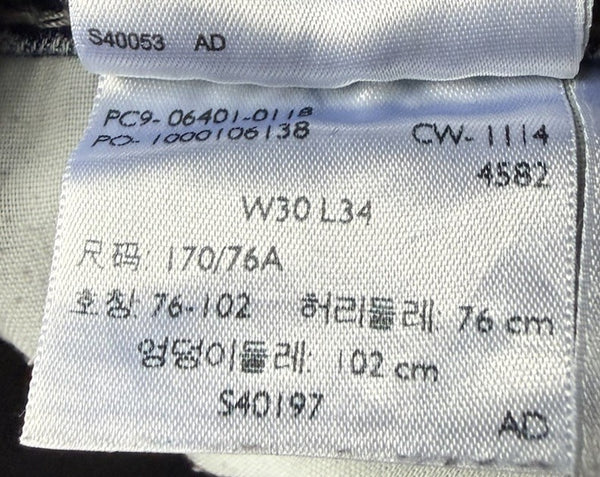 S40053 AD
PC9-06401-0118
PO-1000106138
CW-1114
4582
W30 L34
尺码: 170/76A
호칭: 76-102 허리둘레: 76 cm
엉덩이둘레: 102 cm
S40197
AD